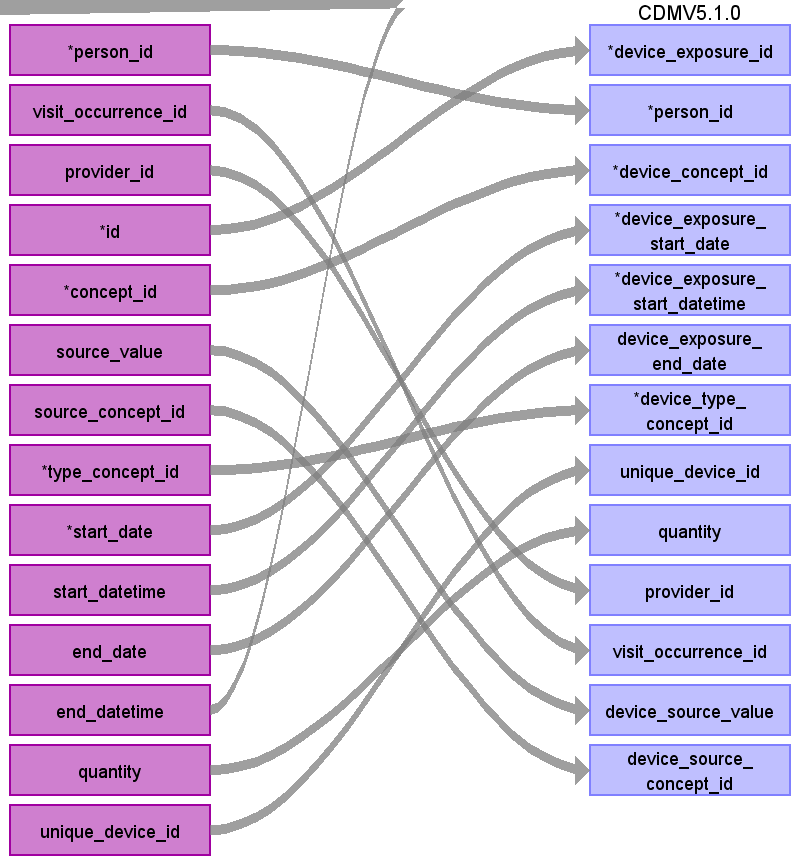 CDMV5.1.0
*person_id
visit_occurrence_id
provider_id
*id
*concept_id
source_value
source_concept_id
*type_concept_id
*start_date
start_datetime
end_date
end_datetime
quantity
unique_device_id
*device_exposure_id
*person_id
*device_concept_id
*device_exposure_
start_date
*device_exposure_
start_datetime
device_exposure_
end_date
*device_type_
concept_id
unique_device_id
quantity
provider_id
visit_occurrence_id
device_source_value
device_source_
concept_id